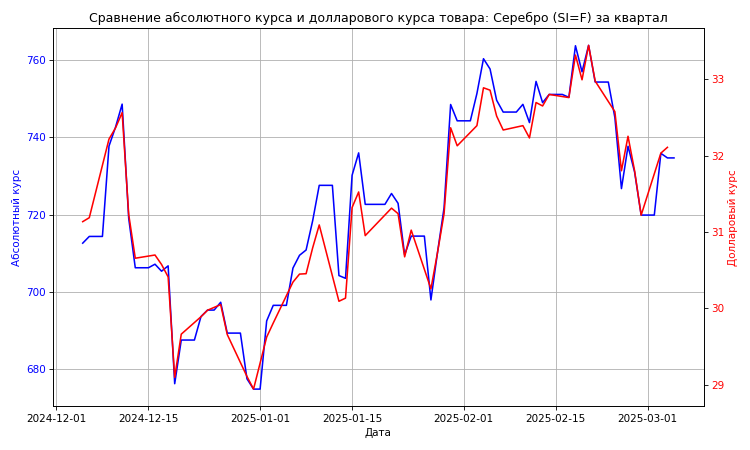 Сравнение абсолютного курса и долларового курса товара: Серебро (SI=F) за квартал
760
740
720
700
680
Абсолютный курс
33
32
31
30
29
Долларовый курс
2024-12-01 2024-12-15 2025-01-01 2025-01-15 2025-02-01 2025-02-15 2025-03-01
Дата